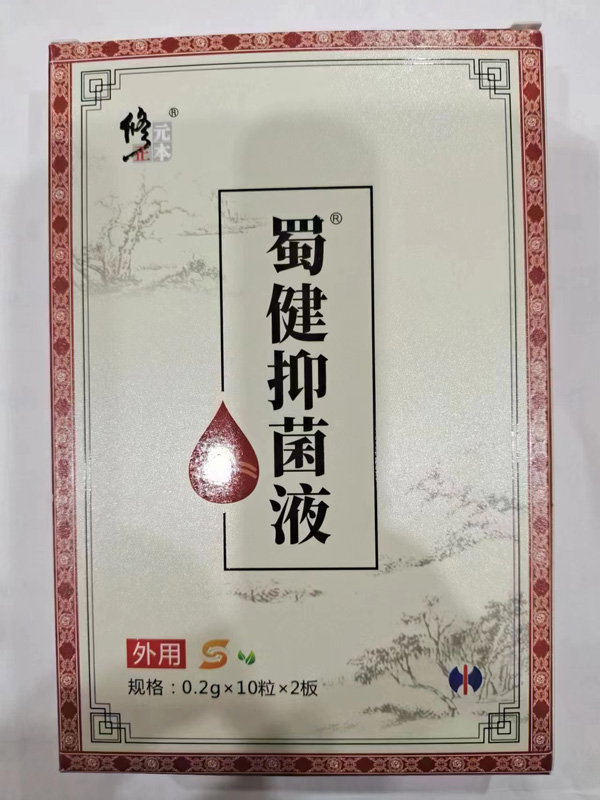 修正
元本
®
蜀健抑菌液
®
外用
规格：0.2g×10粒×2板